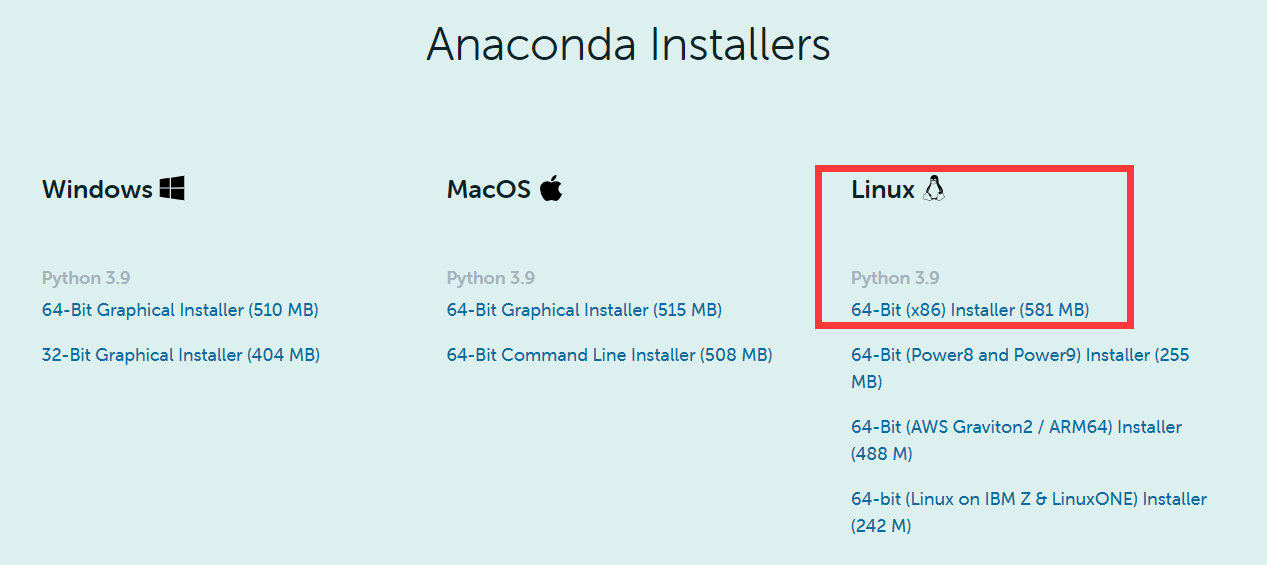 Anaconda Installers
Windows
Python 3.9
64-Bit Graphical Installer (510 MB)
32-Bit Graphical Installer (404 MB)
MacOS
Python 3.9
64-Bit Graphical Installer (515 MB)
64-Bit Command Line Installer (508 MB)
Linux
Python 3.9
64-Bit (x86) Installer (581 MB)
64-Bit (Power8 and Power9) Installer (255
MB)
64-Bit (AWS Graviton2 / ARM64) Installer
(488 M)
64-bit (Linux on IBM Z & LinuxONE) Installer
(242 M)